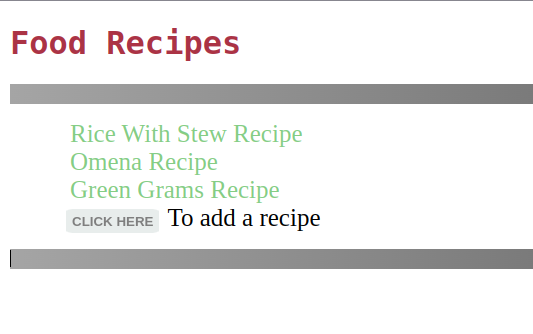 Food Recipes
Rice With Stew Recipe
Omena Recipe
Green Grams Recipe
CLICK HERE To add a recipe